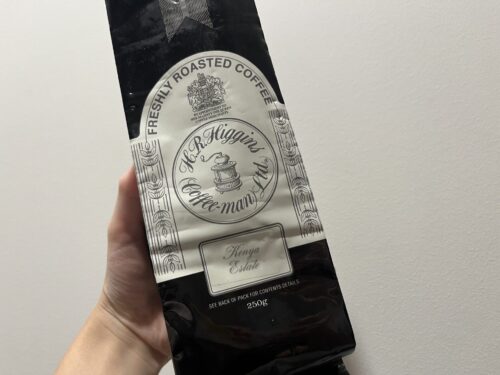 FRESHLY ROASTED COFFEE
H.R.Higgins
(Coffee-man) Ltd.
Kenya
Estate
SEE BACK OF PACK FOR CONTENTS DETAILS
250g